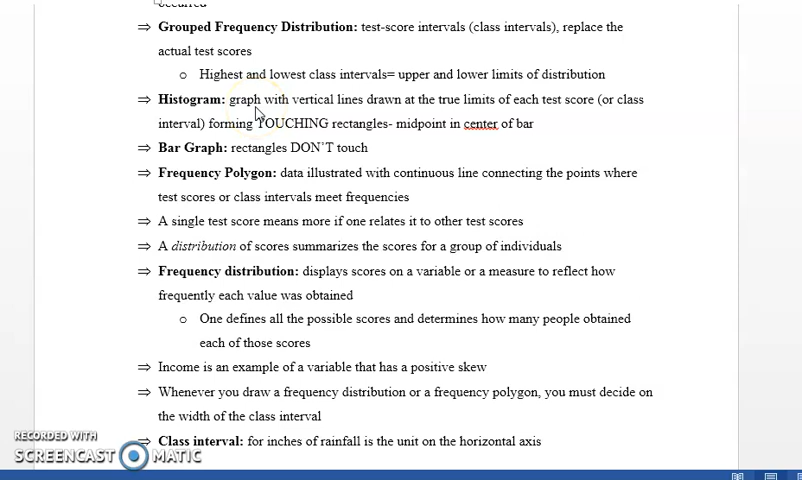 occurred
⇒ Grouped Frequency Distribution: test-score intervals (class intervals), replace the
actual test scores
o Highest and lowest class intervals= upper and lower limits of distribution
⇒ Histogram: graph with vertical lines drawn at the true limits of each test score (or class
interval) forming TOUCHING rectangles- midpoint in center of bar
⇒ Bar Graph: rectangles DON'T touch
⇒ Frequency Polygon: data illustrated with continuous line connecting the points where
test scores or class intervals meet frequencies
⇒ A single test score means more if one relates it to other test scores
⇒ A distribution of scores summarizes the scores for a group of individuals
⇒ Frequency distribution: displays scores on a variable or a measure to reflect how
frequently each value was obtained
o One defines all the possible scores and determines how many people obtained
each of those scores
⇒ Income is an example of a variable that has a positive skew
⇒ Whenever you draw a frequency distribution or a frequency polygon, you must decide on
the width of the class interval
⇒ Class interval: for inches of rainfall is the unit on the horizontal axis
RECORDED WITH
SCREENCAST MATIC